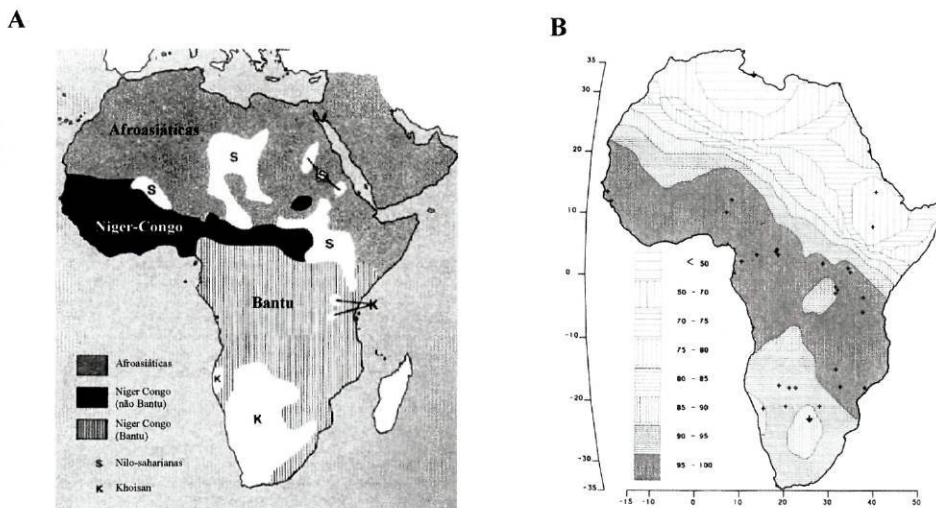 A
Afroasiáticas
S
S
S
Niger-Congo
S
Bantu
K
K
K
Afroasiáticas
Niger Congo
(não Bantu)
Niger Congo
(Bantu)
S Nilo-saharianas
K Khoisan
B
35
30
20
10
0
-10
-20
-30
-35
< 50
50 - 70
70 - 75
75 - 80
80 - 85
85 - 90
90 - 95
95 - 100
-15 -10 0 10 20 30 40 50